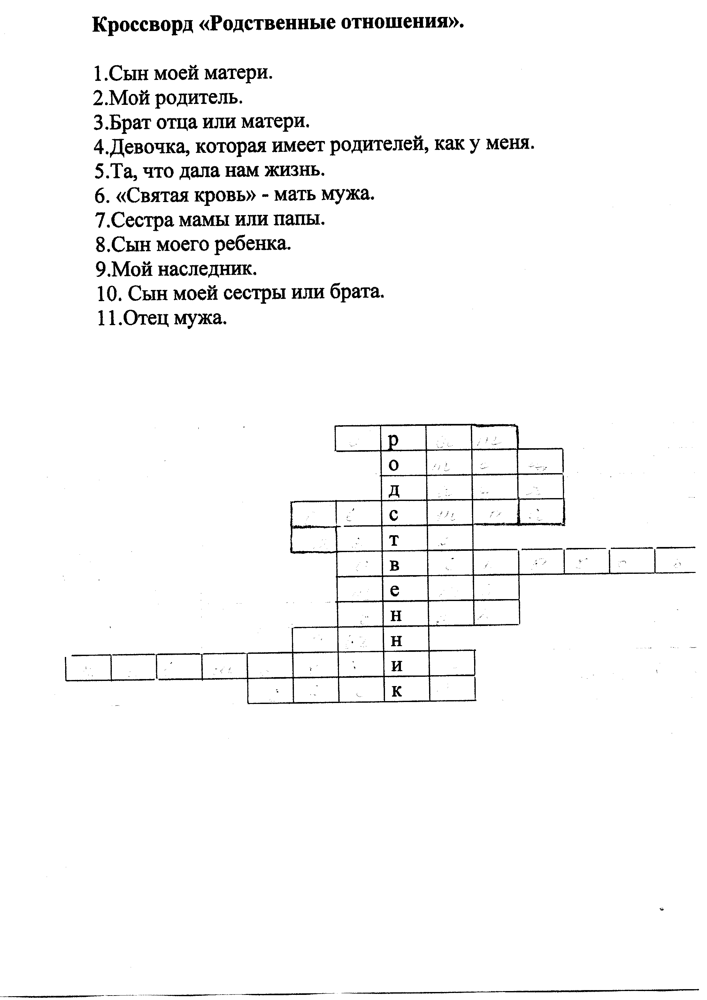 Кроссворд «Родственные отношения».
1.Сын моей матери.
2.Мой родитель.
3.Брат отца или матери.
4.Девочка, которая имеет родителей, как у меня.
5.Та, что дала нам жизнь.
6. «Святая кровь» - мать мужа.
7.Сестра мамы или папы.
8.Сын моего ребенка.
9.Мой наследник.
10. Сын моей сестры или брата.
11.Отец мужа.
р
о
д
с
т
в
е
н
н
и
к